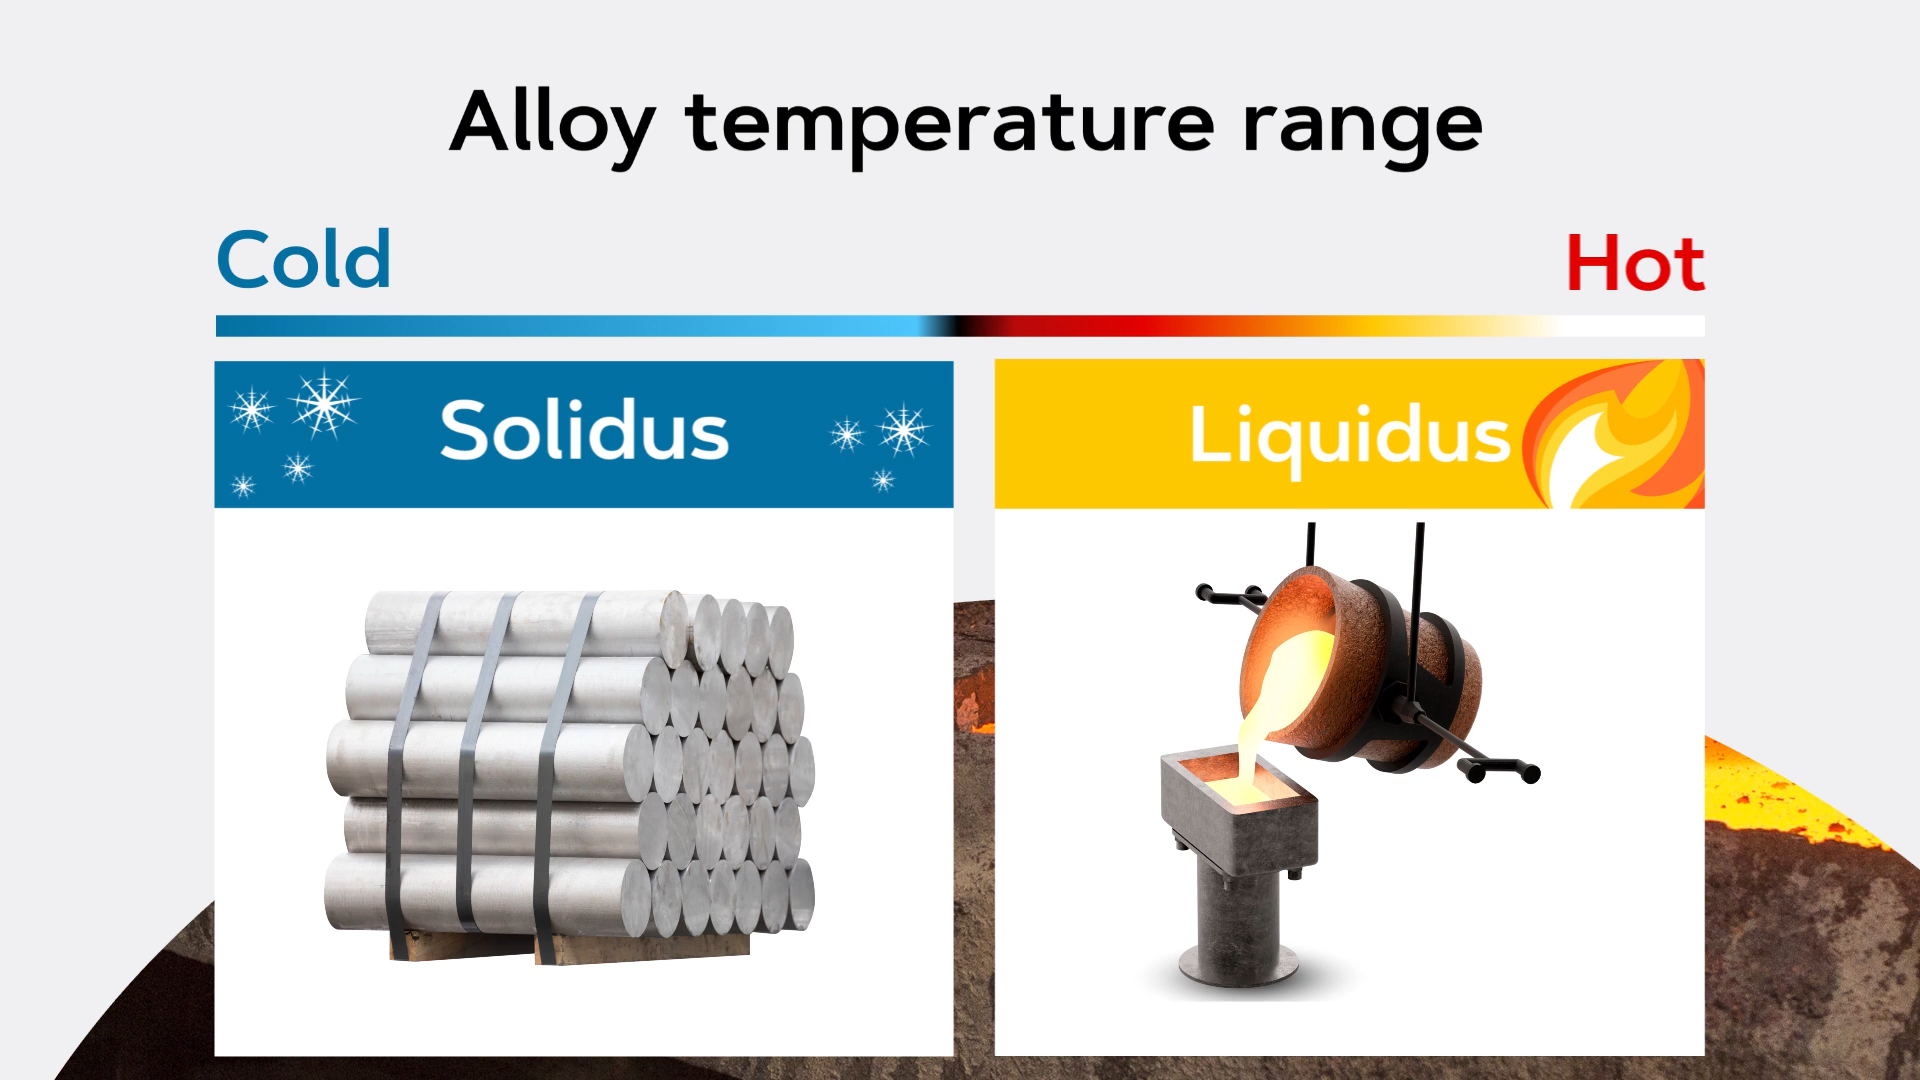 Alloy temperature range
Cold
Hot
Solidus
Liquidus